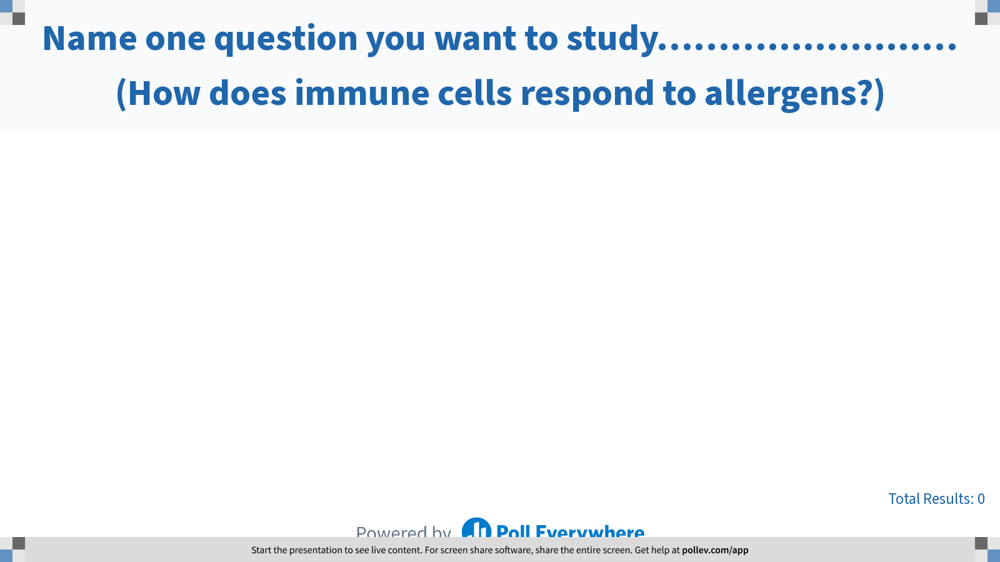 Name one question you want to study.........................
(How does immune cells respond to allergens?)
Total Results: 0
Powered by Poll Everywhere
Start the presentation to see live content. For screen share software, share the entire screen. Get help at pollev.com/app